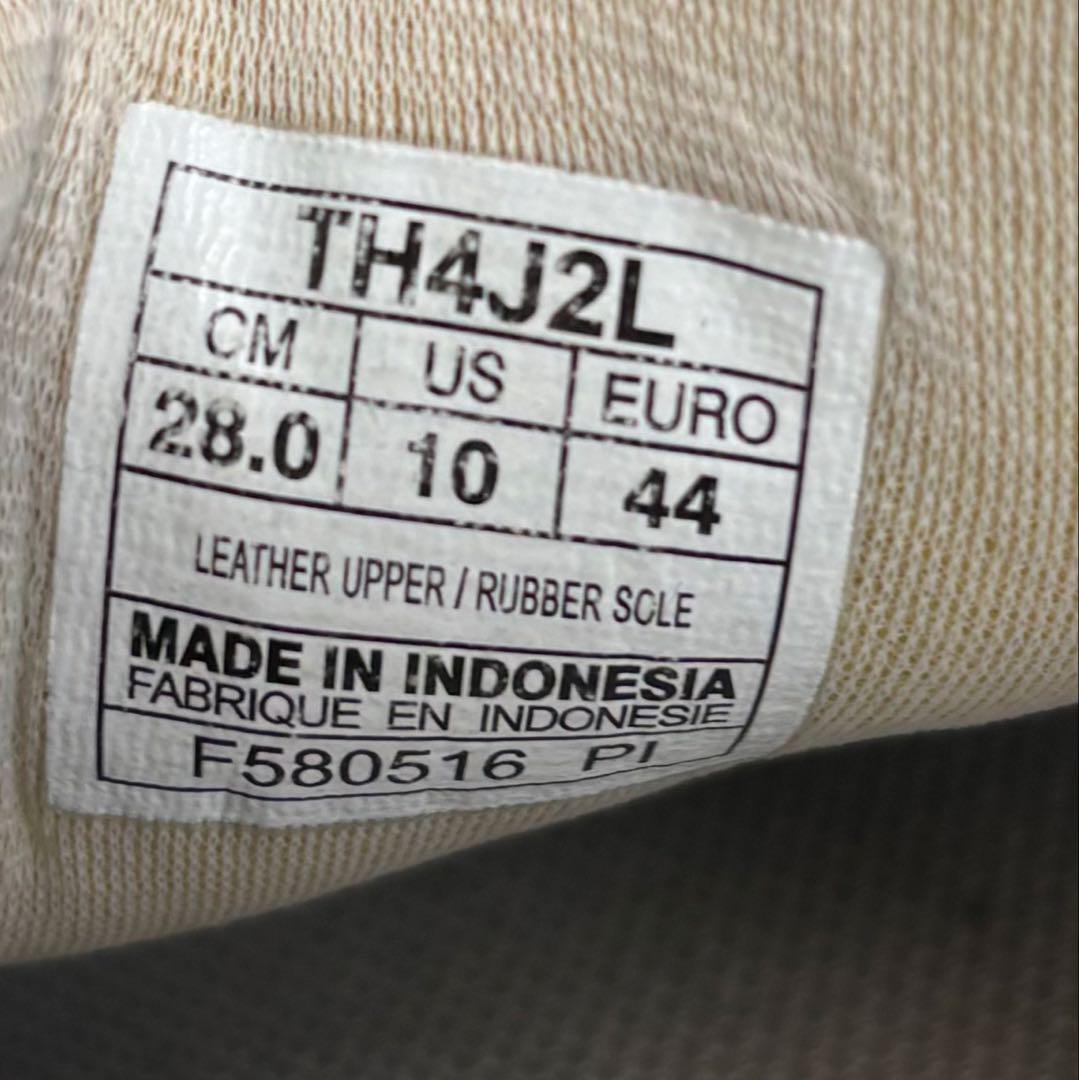 TH4J2L
CM US EURO
28.0 10 44
LEATHER UPPER / RUBBER SOLE
MADE IN INDONESIA
FABRIQUE EN INDONESIE
F580516 PI